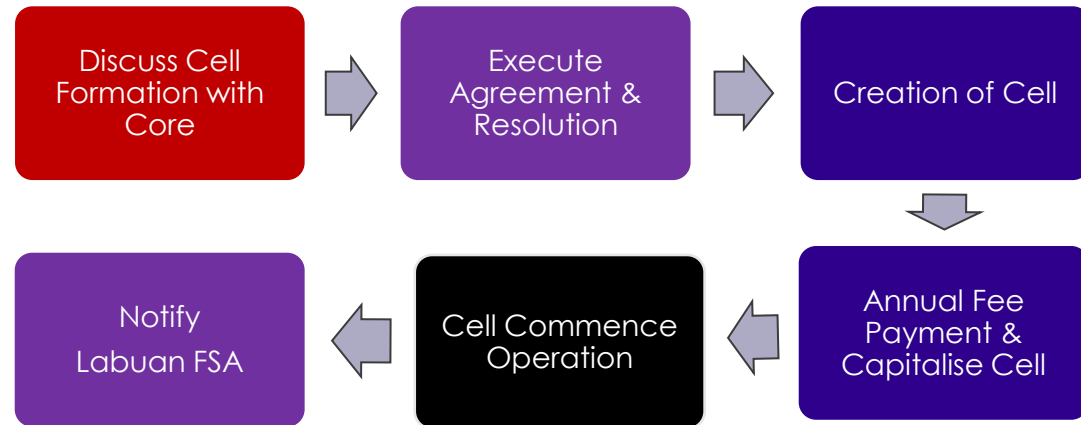 Discuss Cell
Formation with
Core
Execute
Agreement &
Resolution
Creation of Cell
Annual Fee
Payment &
Capitalise Cell
Cell Commence
Operation
Notify
Labuan FSA